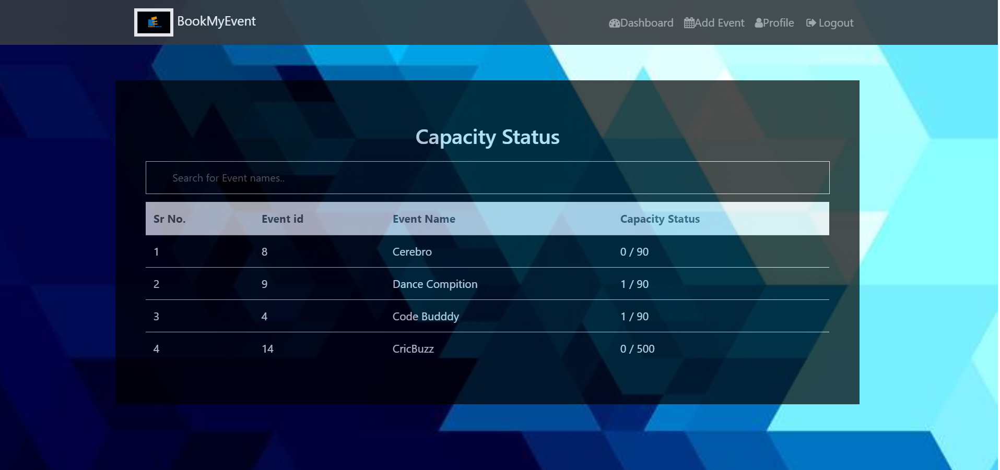 BookMyEvent
Dashboard Add Event Profile Logout
Capacity Status
Search for Event names..
Sr No. Event id Event Name Capacity Status
1 8 Cerebro 0 / 90
2 9 Dance Compition 1 / 90
3 4 Code Budddy 1 / 90
4 14 CricBuzz 0 / 500